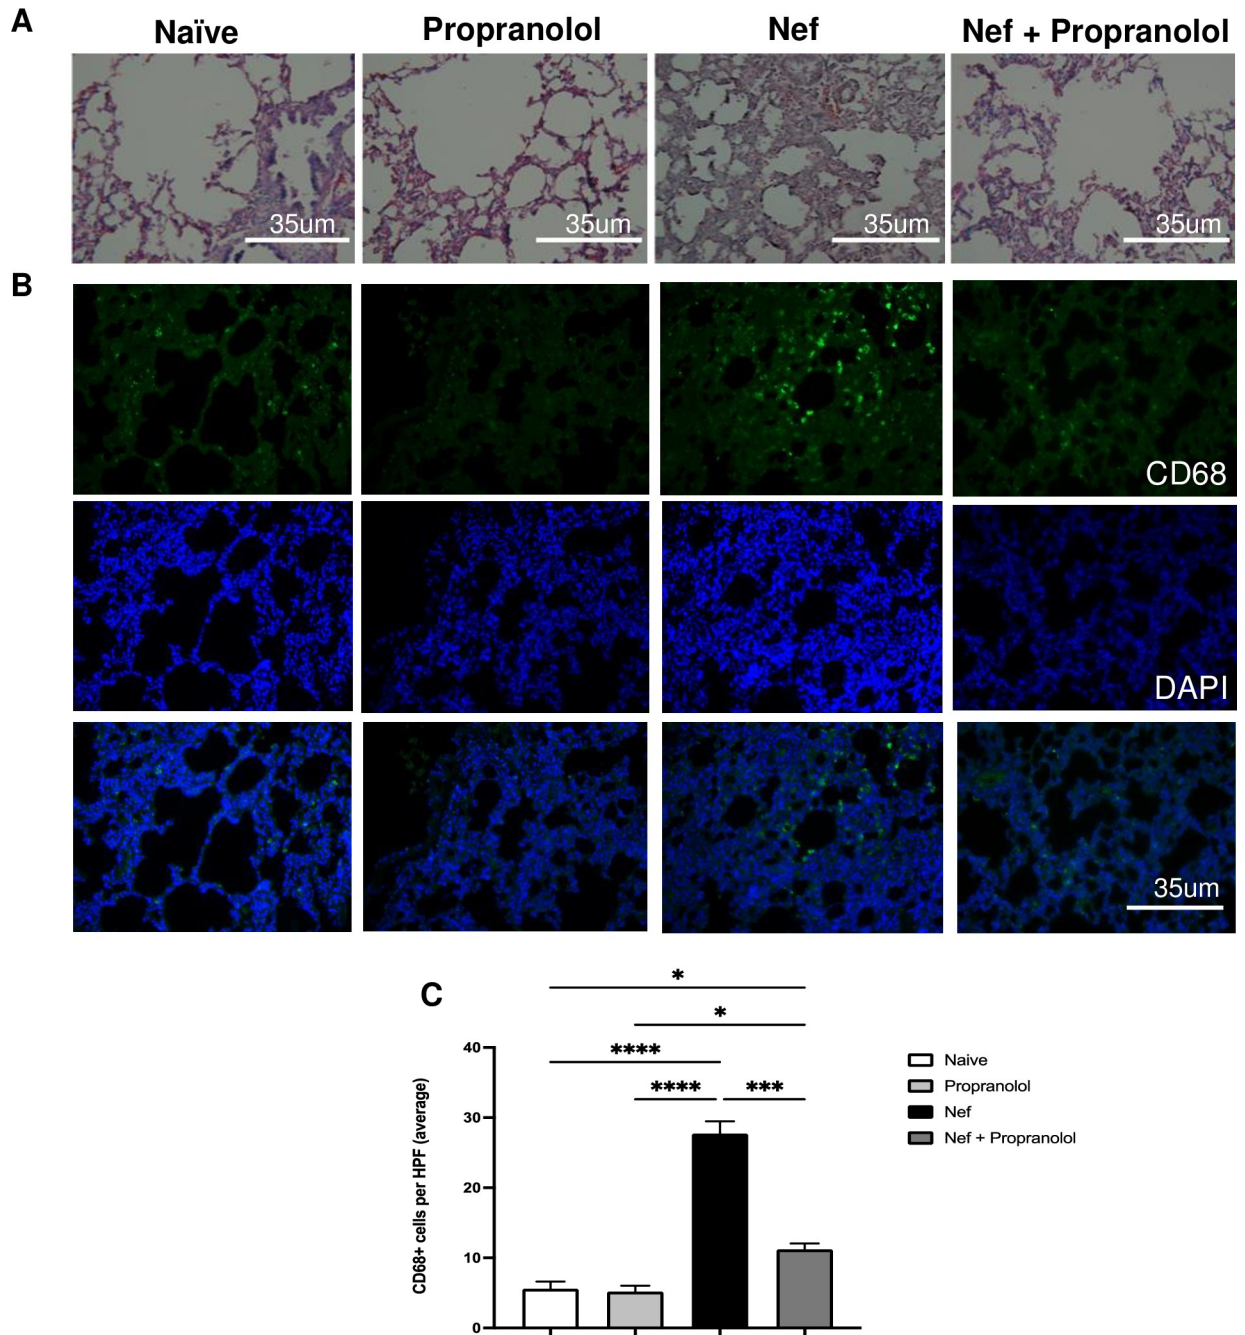 A
Naïve
Propranolol
Nef
Nef + Propranolol
35um
35um
35um
35um
B
CD68
DAPI
35um
C
*
*
****
****
***
40
30
20
10
0
CD68+ cells per HPF (average)
Naive
Propranolol
Nef
Nef + Propranolol